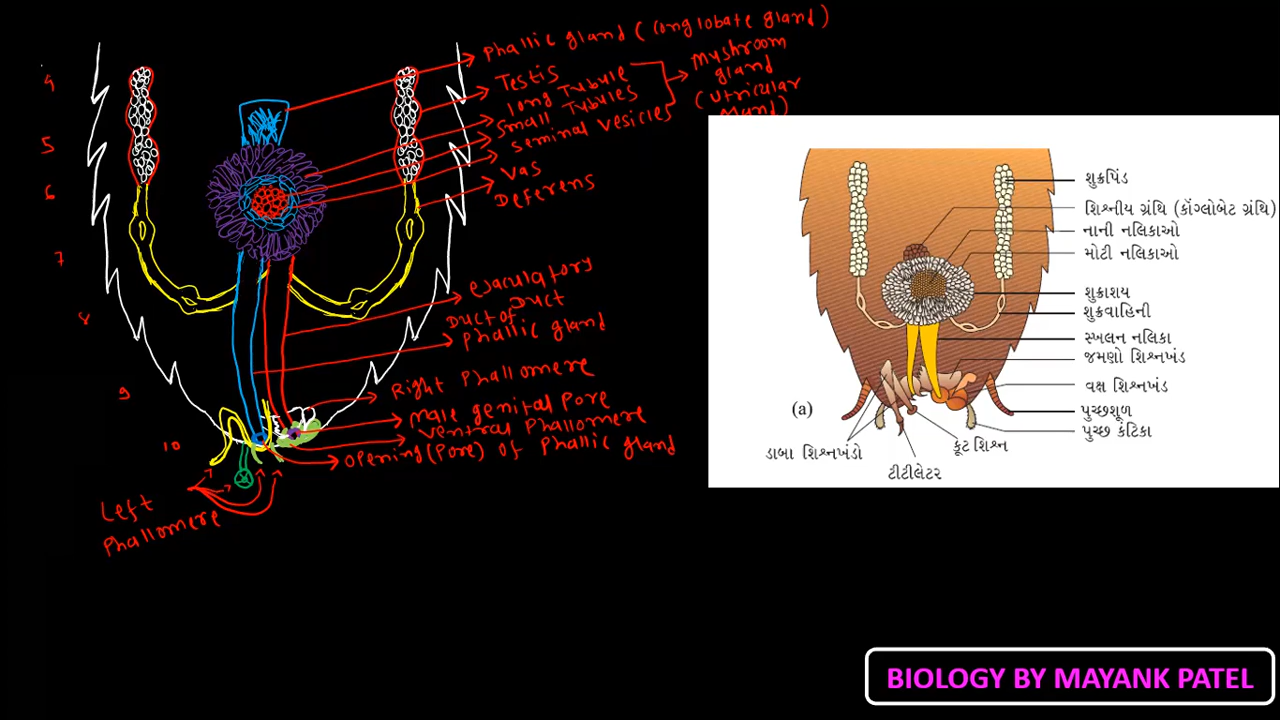 Phallic gland (Conglobate gland)
Testis
long Tubule
Small Tubules
Seminal Vesicles
Mushroom
gland
(Utricular
gland)
Vas
Deferens
4
5
6
7
8
9
10
ejaculatory
Duct
Duct of
Phallic gland
Right Phallomere
Male genital Pore
Ventral Phallomere
Opening (Pore) of Phallic gland
Left
Phallomere
શુક્રપિંડ
શિશ્નીય ગ્રંથિ (કૉંગ્લોબેટ ગ્રંથિ)
નાની નલિકાઓ
મોટી નલિકાઓ
શુક્રાશય
શુક્રવાહિની
સ્ખલન નલિકા
જમણો શિશ્નખંડ
વક્ષ શિશ્નખંડ
પુચ્છશૂળ
પુચ્છ કંટિકા
(a)
ડાબા શિશ્નખંડો
કૂટ શિશ્ન
ટીટીલેટર
BIOLOGY BY MAYANK PATEL